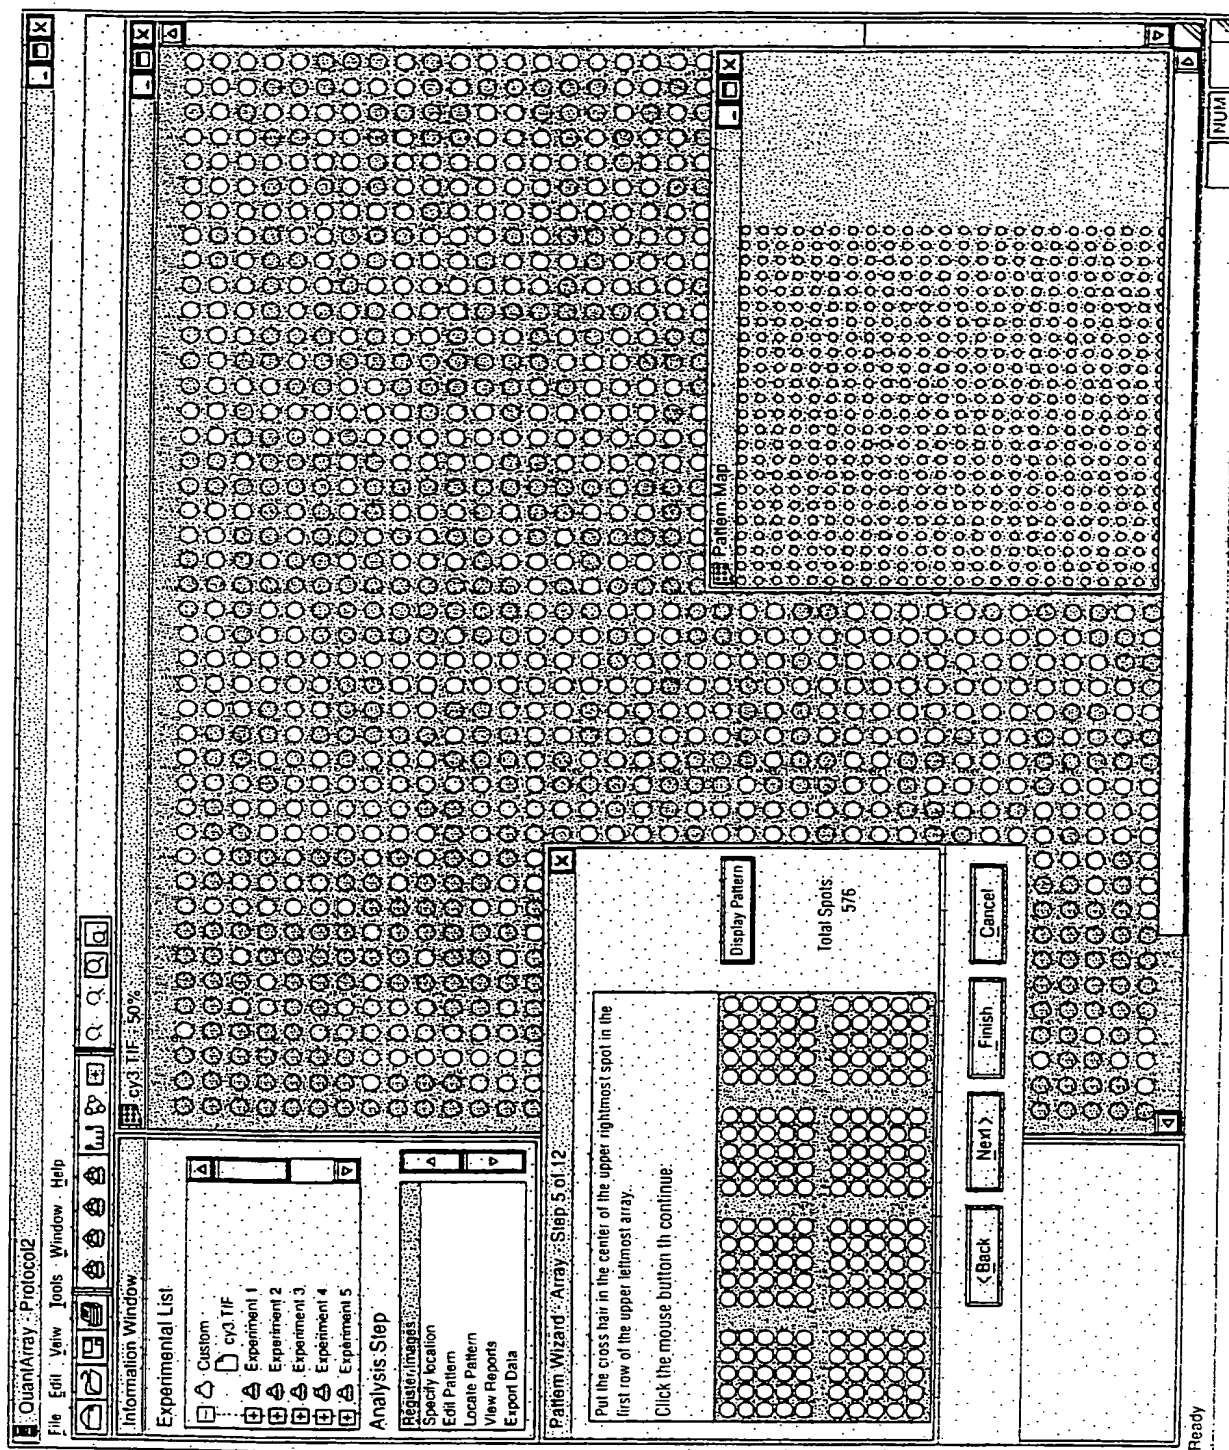 QuantArray - Protocol2
File Edit View Tools Window Help
Information Window
Experimental List
Custom
cy3 TIF
Experiment 1
Experiment 2
Experiment 3
Experiment 4
Experiment 5
Analysis Step
Register Images
Specify location
Edit Pattern
Locate Pattern
View Reports
Export Data
cy3 TIF 50%
Pattern Wizard - Array - Step 5 of 12
Put the cross hair in the center of the upper rightmost spot in the
first row of the upper leftmost array.
Click the mouse button th continue.
Display Pattern
Total Spots:
576
< Back
Next >
Finish
Cancel
Pattern Map
Ready
NUM